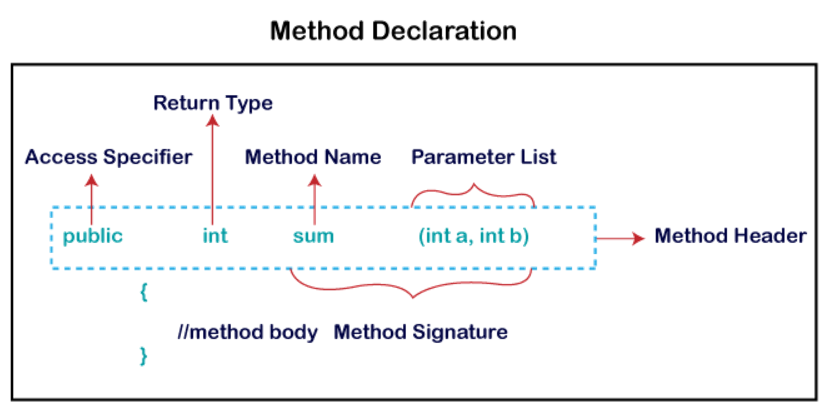 Method Declaration
Return Type
Access Specifier Method Name Parameter List
public int sum (int a, int b) Method Header
{
//method body Method Signature
}